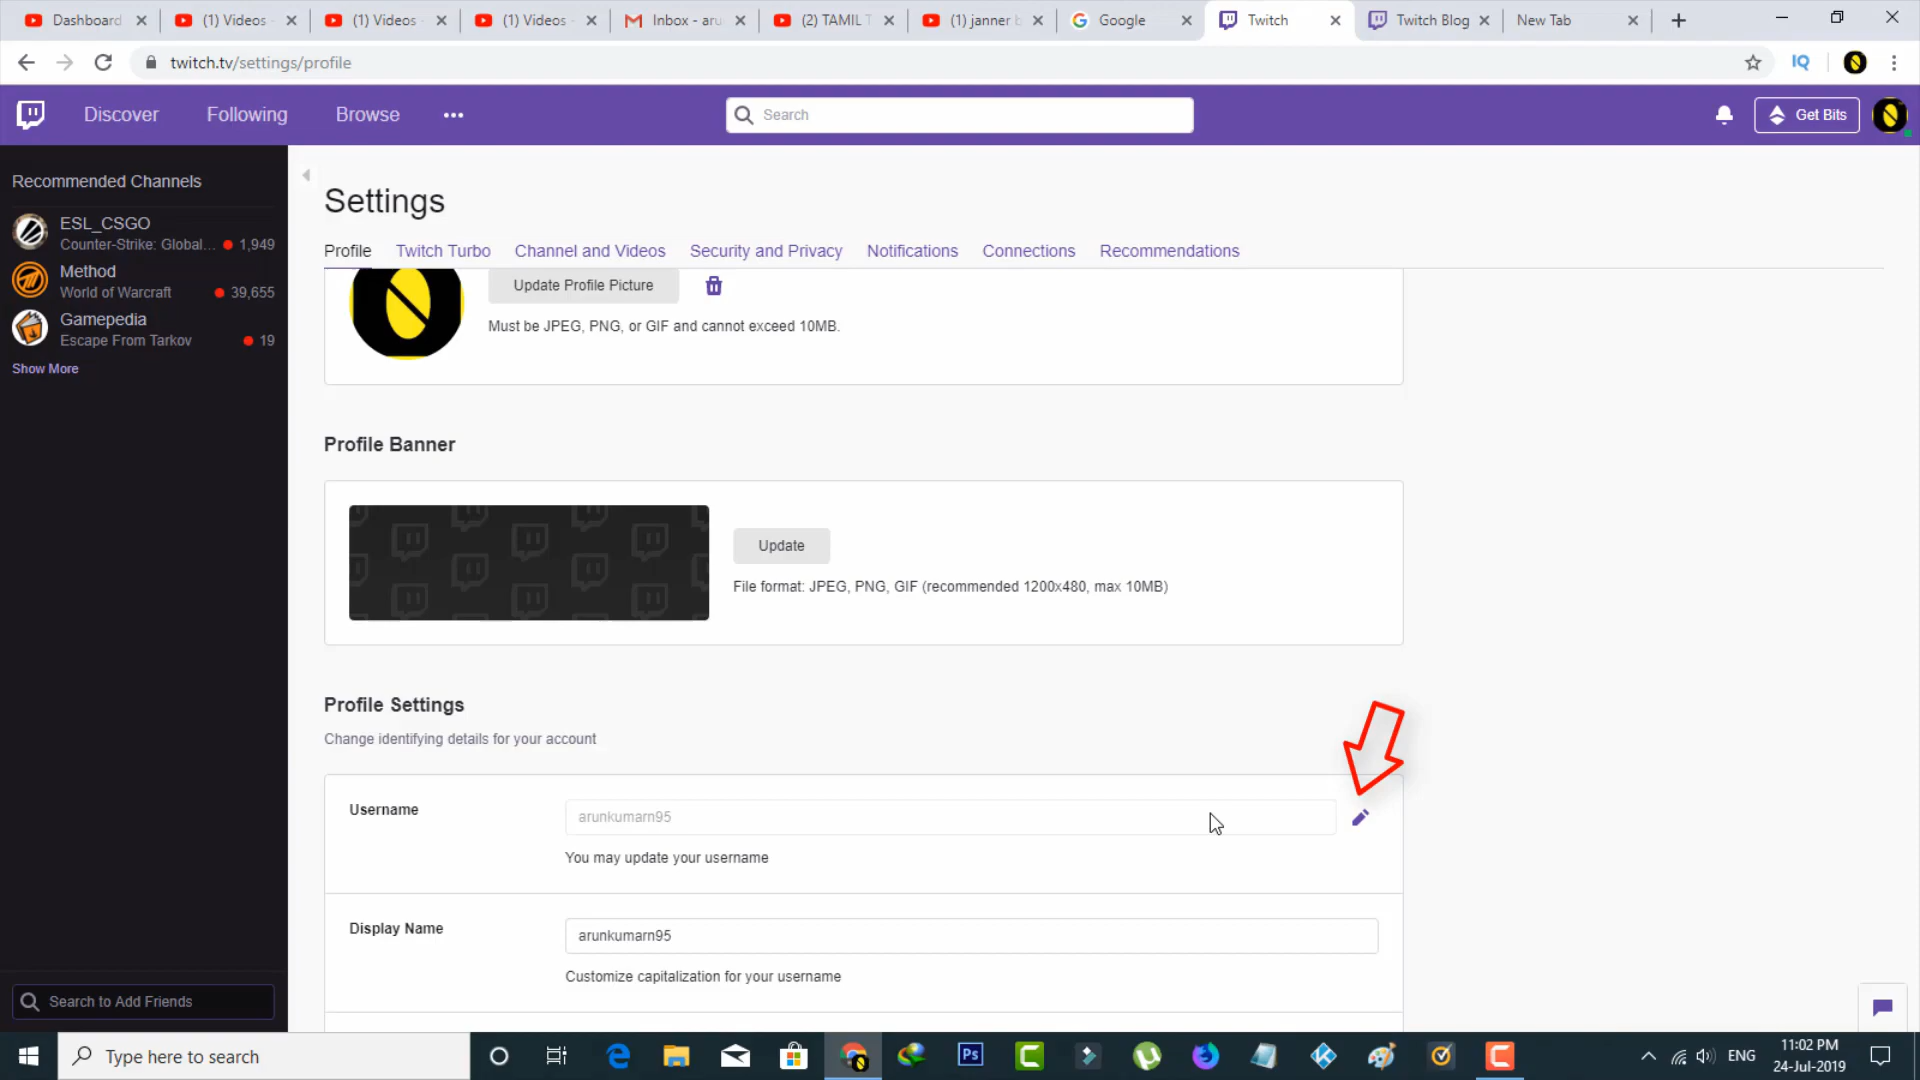 Dashboard
(1) Videos
(1) Videos -
(1) Videos
Inbox - aru
(2) TAMIL T
(1) janner b
Google
Twitch
Twitch Blog
New Tab
twitch.tv/settings/profile
IQ
Discover
Following
Browse
Search
Get Bits
Recommended Channels
ESL_CSGO
Counter-Strike: Global... 1,949
Method
World of Warcraft 39,655
Gamepedia
Escape From Tarkov 19
Show More
Search to Add Friends
Settings
Profile Twitch Turbo Channel and Videos Security and Privacy Notifications Connections Recommendations
Update Profile Picture
Must be JPEG, PNG, or GIF and cannot exceed 10MB.
Profile Banner
Update
File format: JPEG, PNG, GIF (recommended 1200x480, max 10MB)
Profile Settings
Change identifying details for your account
Username
arunkumarn95
You may update your username
Display Name
arunkumarn95
Customize capitalization for your username
Type here to search
Ps
ENG
11:02 PM
24-Jul-2019